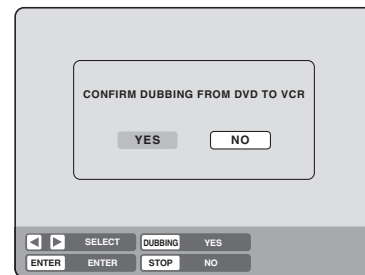 CONFIRM DUBBING FROM DVD TO VCR
YES NO
SELECT DUBBING YES
ENTER ENTER STOP NO